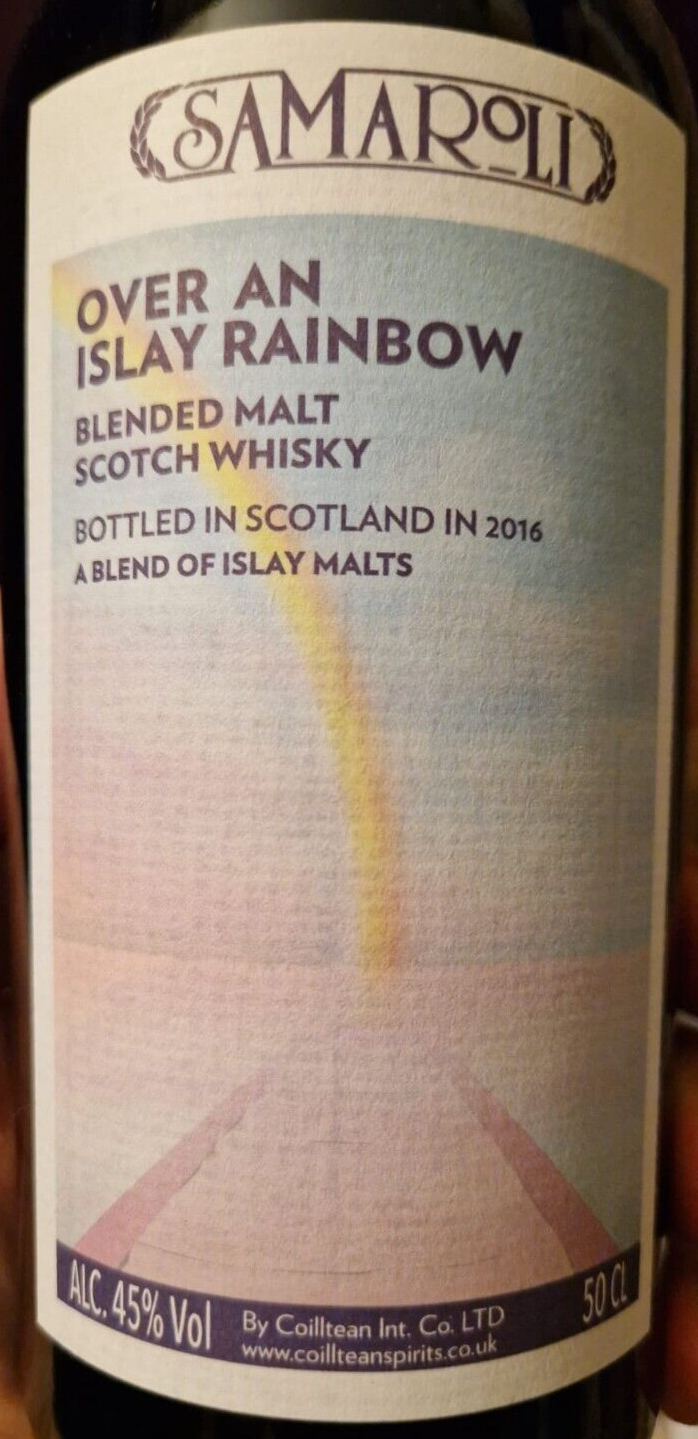 SAMAROLI
OVER AN
ISLAY RAINBOW
BLENDED MALT
SCOTCH WHISKY
BOTTLED IN SCOTLAND IN 2016
A BLEND OF ISLAY MALTS
ALC. 45% Vol
By Coilltean Int. Co. LTD
www.coillteanspirits.co.uk
50 CL